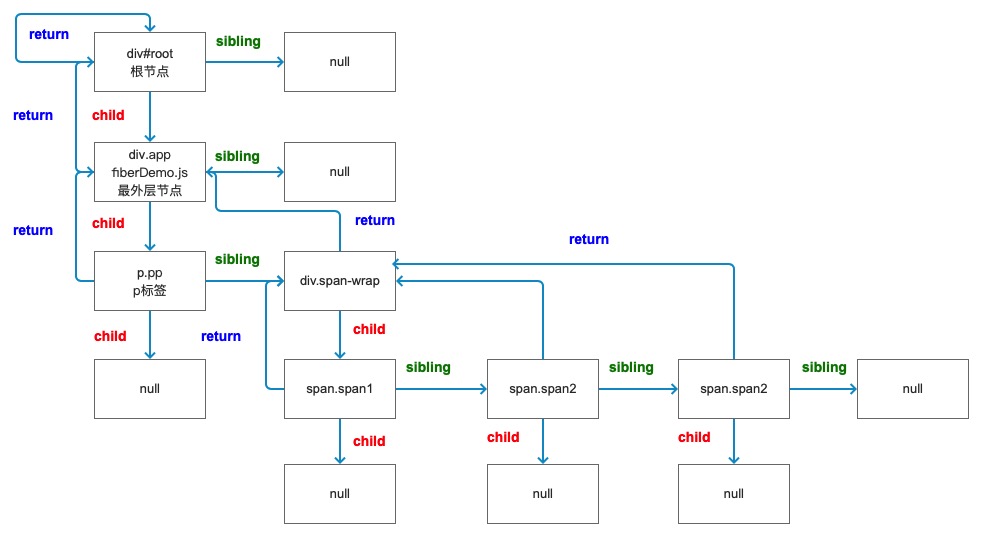 return
div#root
根节点
sibling
null
return
child
div.app
fiberDemo.js
最外层节点
sibling
null
return
child
return
return
p.pp
p标签
sibling
div.span-wrap
child
return
child
null
span.span1
sibling
span.span2
sibling
span.span2
sibling
null
child
child
child
null
null
null